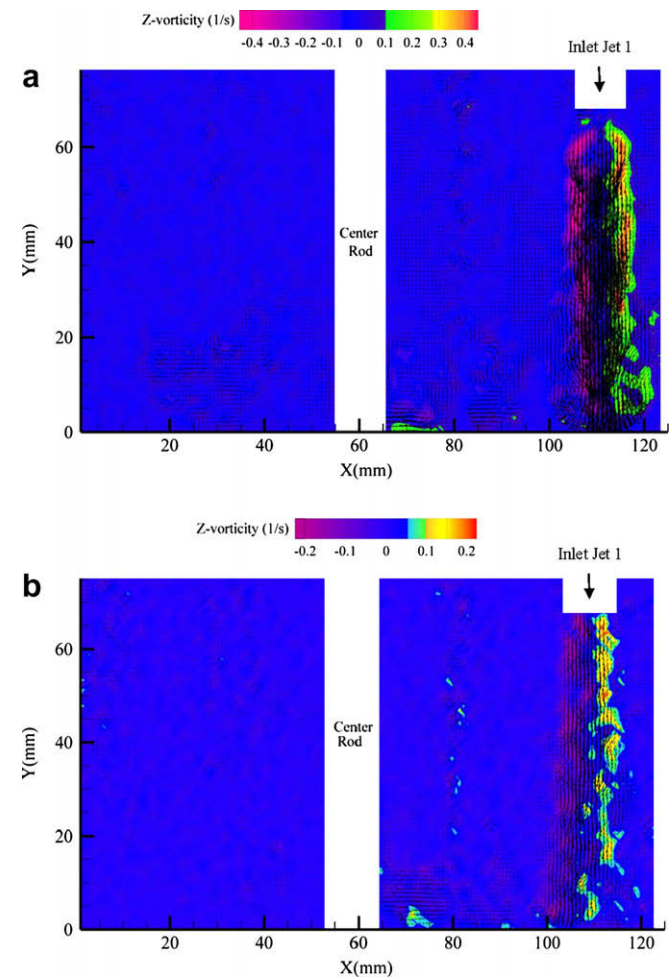 Z-vorticity (1/s)
-0.4 -0.3 -0.2 -0.1 0 0.1 0.2 0.3 0.4
Inlet Jet 1
a
60
40
20
0
Y(mm)
Center
Rod
20 40 60 80 100 120
X(mm)
Z-vorticity (1/s)
-0.2 -0.1 0 0.1 0.2
Inlet Jet 1
b
60
40
20
0
Y(mm)
Center
Rod
20 40 60 80 100 120
X(mm)